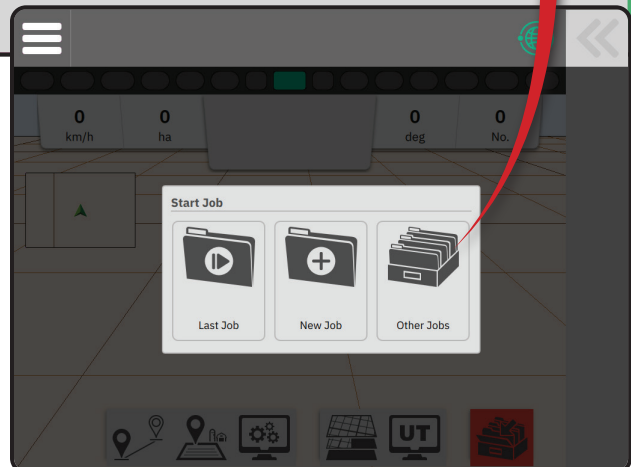 0 0 0 0
km/h ha deg No.
Start Job
Last Job New Job Other Jobs
UT